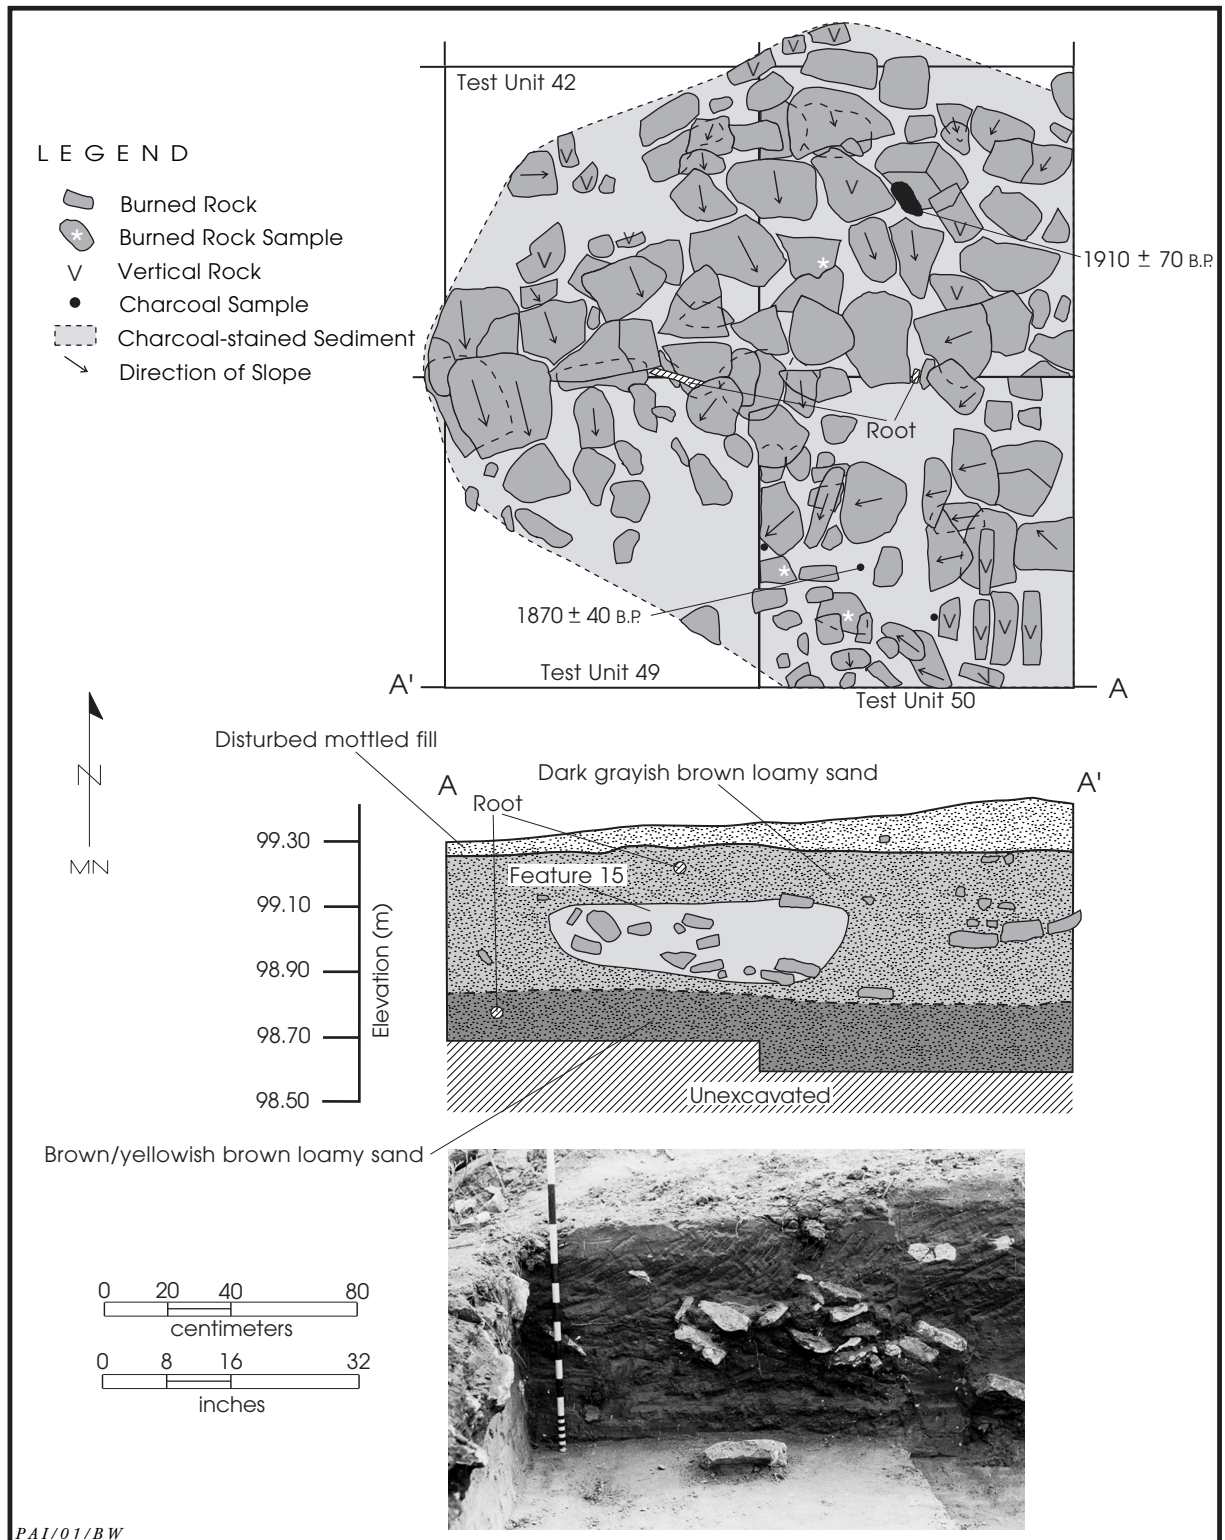 Test Unit 42
LEGEND
Burned Rock
* Burned Rock Sample
V Vertical Rock
Charcoal Sample
Charcoal-stained Sediment
Direction of Slope
1910 ± 70 B.P.
Root
1870 ± 40 B.P.
A' Test Unit 49 A
Test Unit 50
N
MN
Disturbed mottled fill
Dark grayish brown loamy sand
A A'
Root
Feature 15
99.30
99.10
98.90
98.70
98.50
Elevation (m)
Unexcavated
Brown/yellowish brown loamy sand
0 20 40 80
centimeters
0 8 16 32
inches
PAI/01/BW